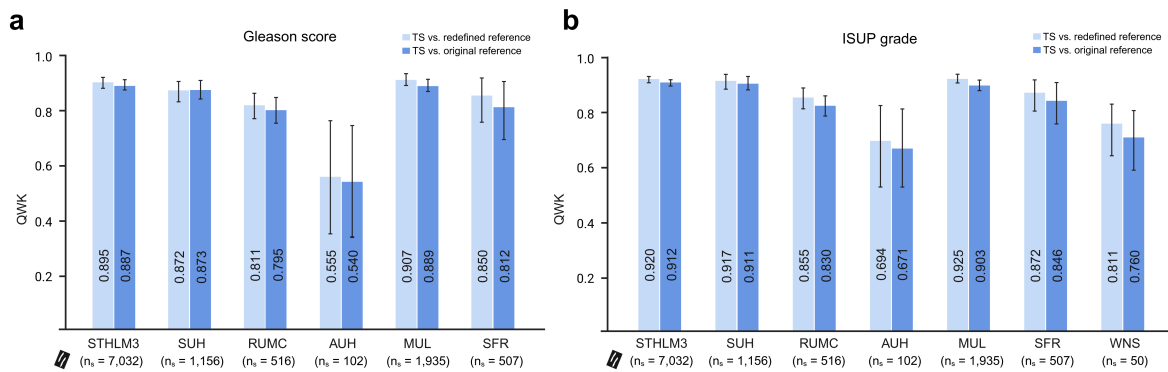 a
Gleason score
TS vs. redefined reference
TS vs. original reference
QWK
1.0
0.8
0.6
0.4
0.2
0.895
0.887
0.872
0.873
0.811
0.795
0.555
0.540
0.907
0.889
0.850
0.812
STHLM3
(ns = 7,032)
SUH
(ns = 1,156)
RUMC
(ns = 516)
AUH
(ns = 102)
MUL
(ns = 1,935)
SFR
(ns = 507)
b
ISUP grade
TS vs. redefined reference
TS vs. original reference
QWK
1.0
0.8
0.6
0.4
0.2
0.920
0.912
0.917
0.911
0.855
0.830
0.694
0.671
0.925
0.903
0.872
0.846
0.811
0.760
STHLM3
(ns = 7,032)
SUH
(ns = 1,156)
RUMC
(ns = 516)
AUH
(ns = 102)
MUL
(ns = 1,935)
SFR
(ns = 507)
WNS
(ns = 50)